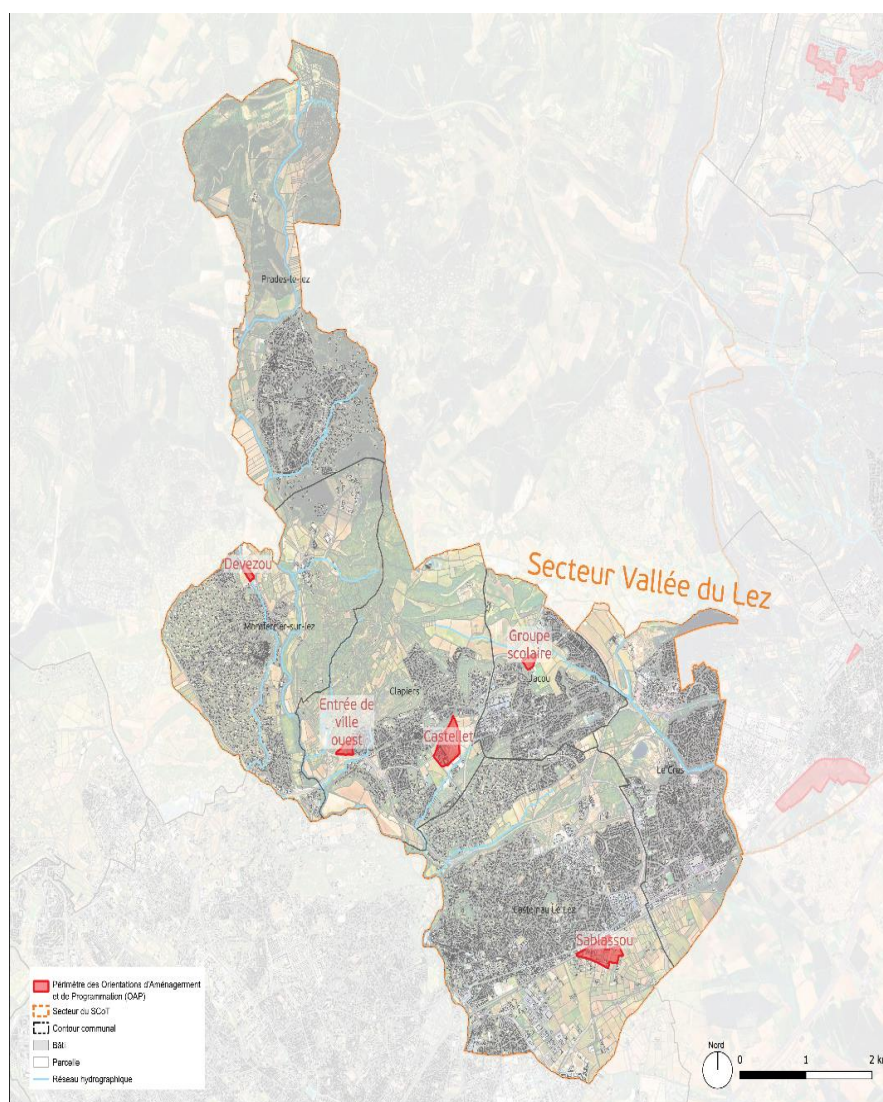 Prades-le-lez
Secteur Vallée du Lez
Devezou
Montferrier-sur-lez
Groupe
scolaire
Jacou
Clapiers
Entrée de
ville
ouest
Castellet
Le Crès
Castelnau Le Lez
Sablassou
Périmètre des Orientations d'Aménagement
et de Programmation (OAP)
Secteur du SCoT
Contour communal
Bâti
Parcelle
Réseau hydrographique
Nord
0 1 2 km